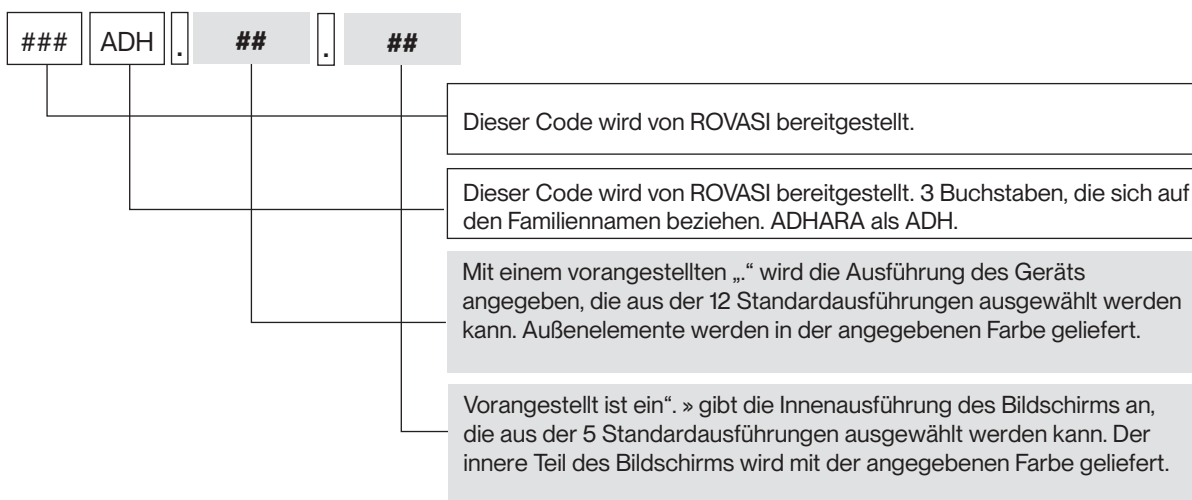 ### ADH . ## . ##
Dieser Code wird von ROVASI bereitgestellt.
Dieser Code wird von ROVASI bereitgestellt. 3 Buchstaben, die sich auf
den Familiennamen beziehen. ADHARA als ADH.
Mit einem vorangestellten „.“ wird die Ausführung des Geräts
angegeben, die aus der 12 Standardausführungen ausgewählt werden
kann. Außenelemente werden in der angegebenen Farbe geliefert.
Vorangestellt ist ein“. » gibt die Innenausführung des Bildschirms an,
die aus der 5 Standardausführungen ausgewählt werden kann. Der
innere Teil des Bildschirms wird mit der angegebenen Farbe geliefert.